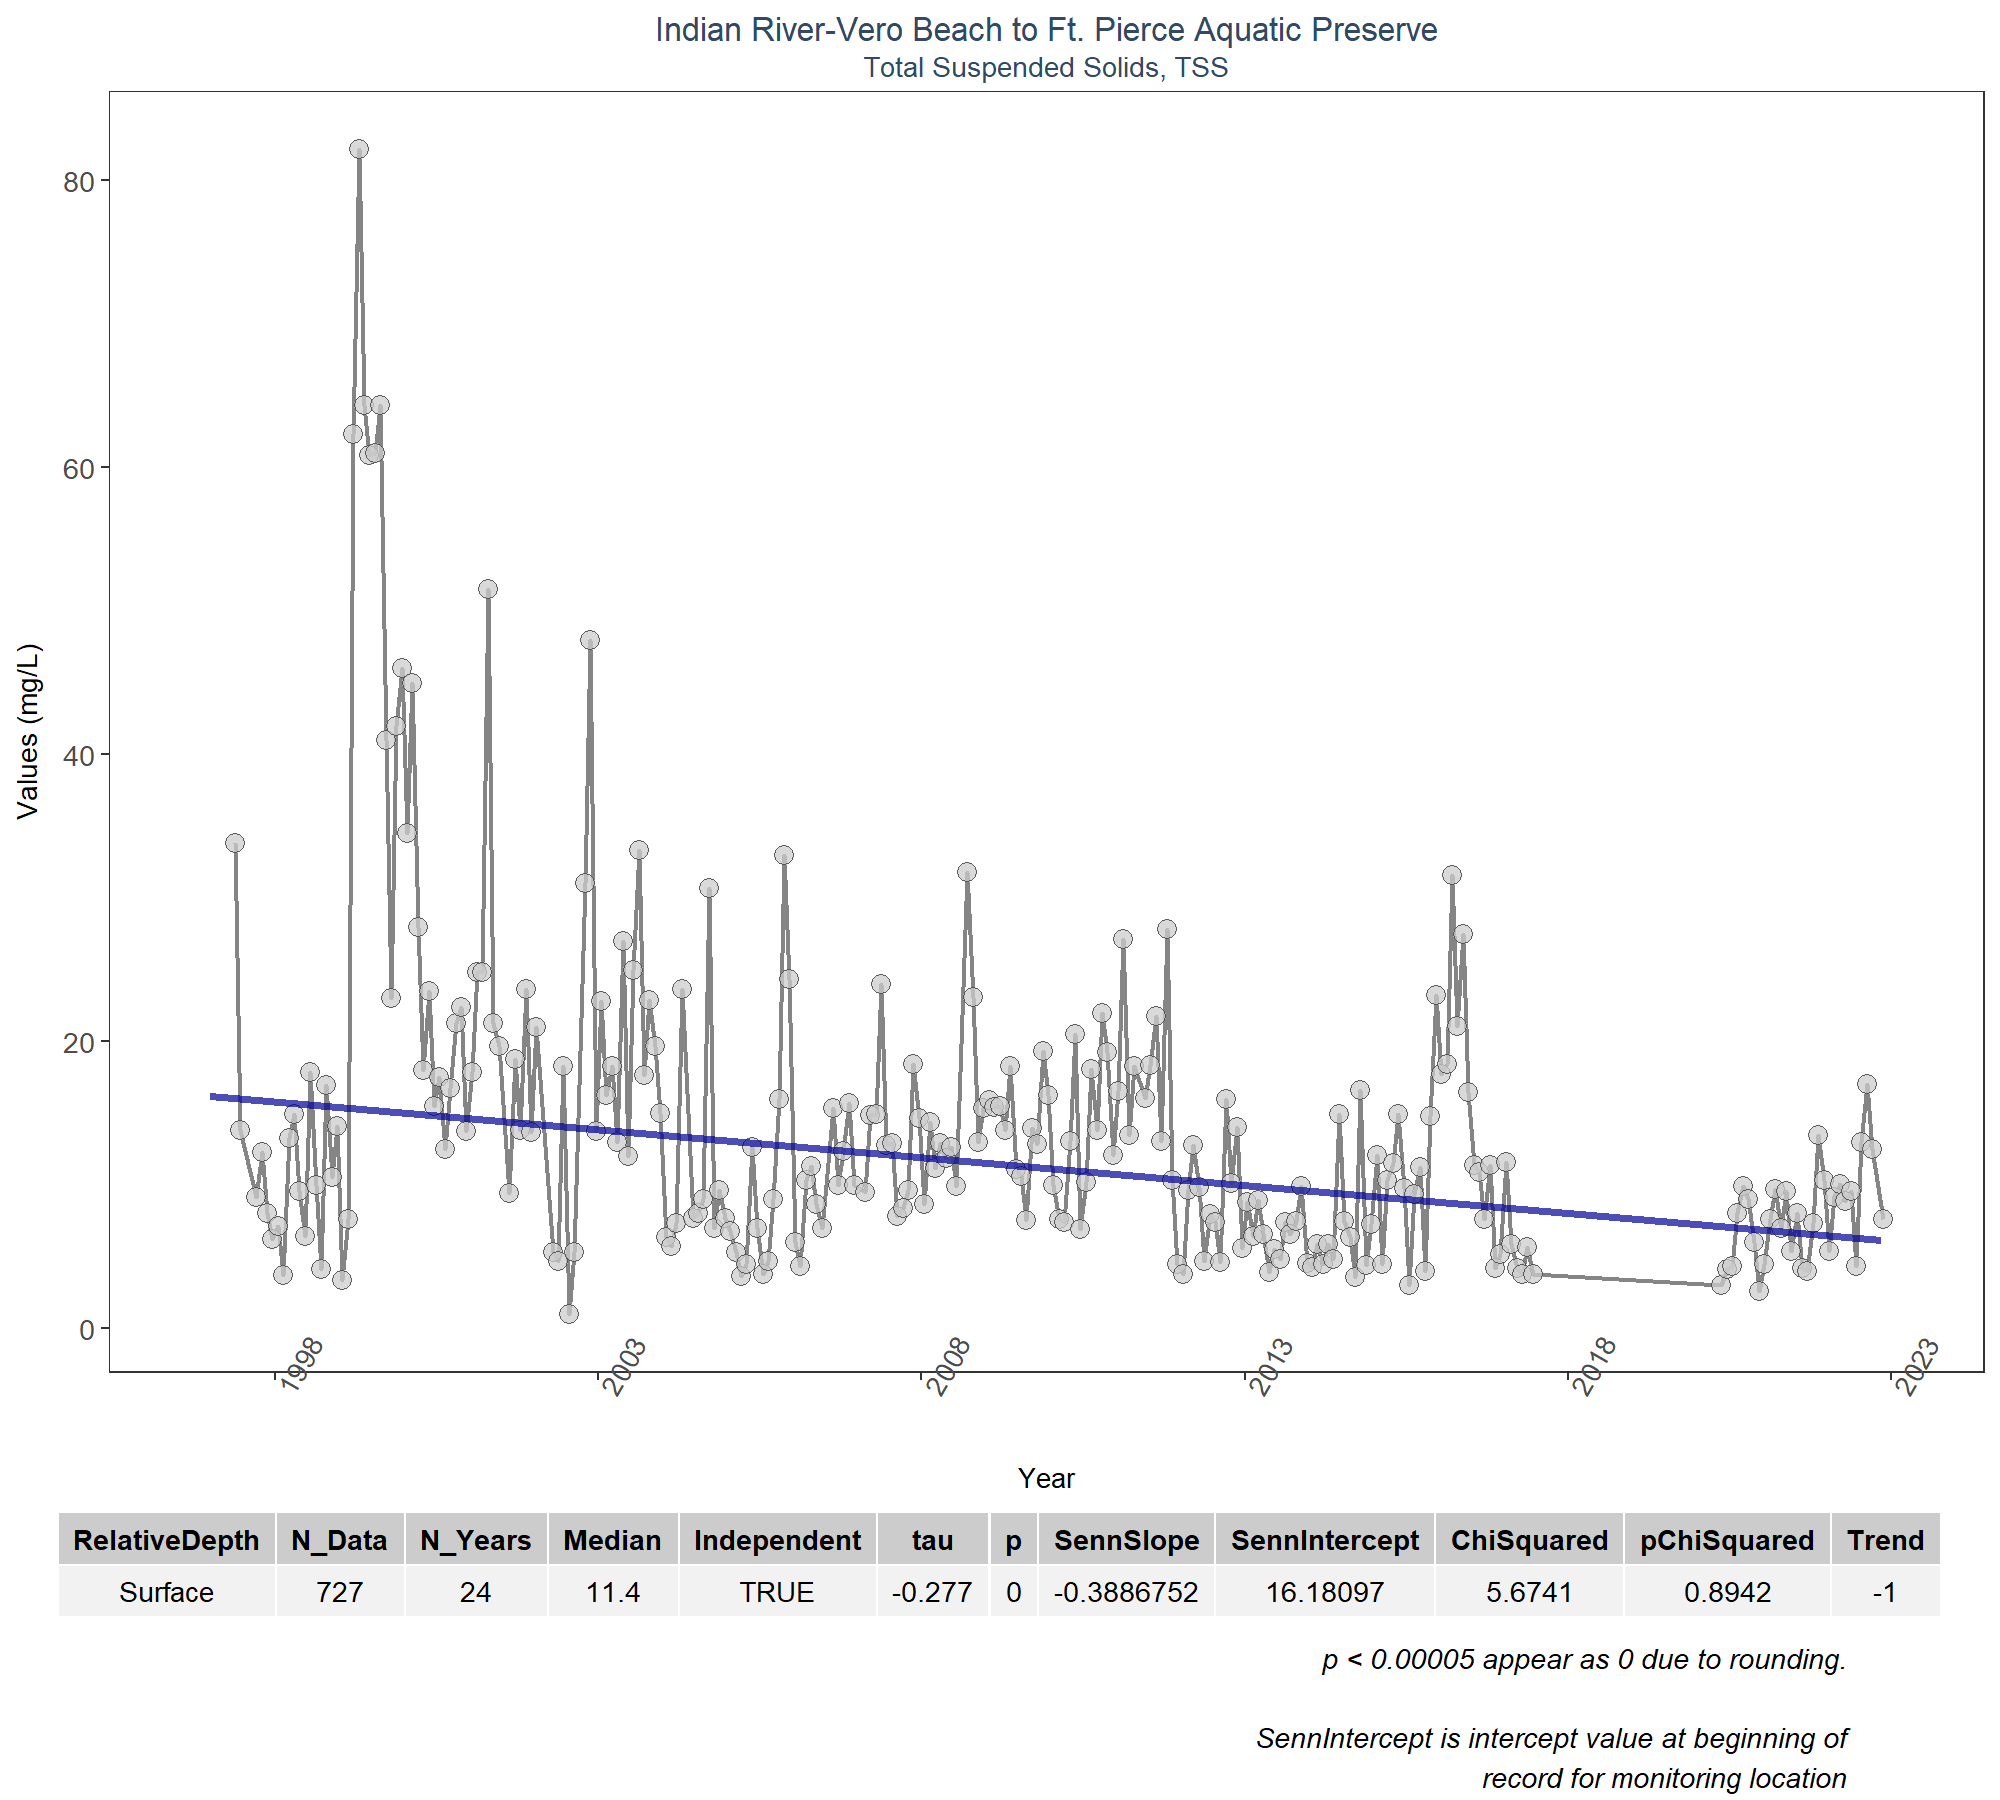 Indian River-Vero Beach to Ft. Pierce Aquatic Preserve
Total Suspended Solids, TSS
Values (mg/L)
80
60
40
20
0
1998 2003 2008 2013 2018 2023
Year
RelativeDepth N_Data N_Years Median Independent tau p SennSlope SennIntercept ChiSquared pChiSquared Trend
Surface 727 24 11.4 TRUE -0.277 0 -0.3886752 16.18097 5.6741 0.8942 -1
p < 0.00005 appear as 0 due to rounding.
SennIntercept is intercept value at beginning of
record for monitoring location